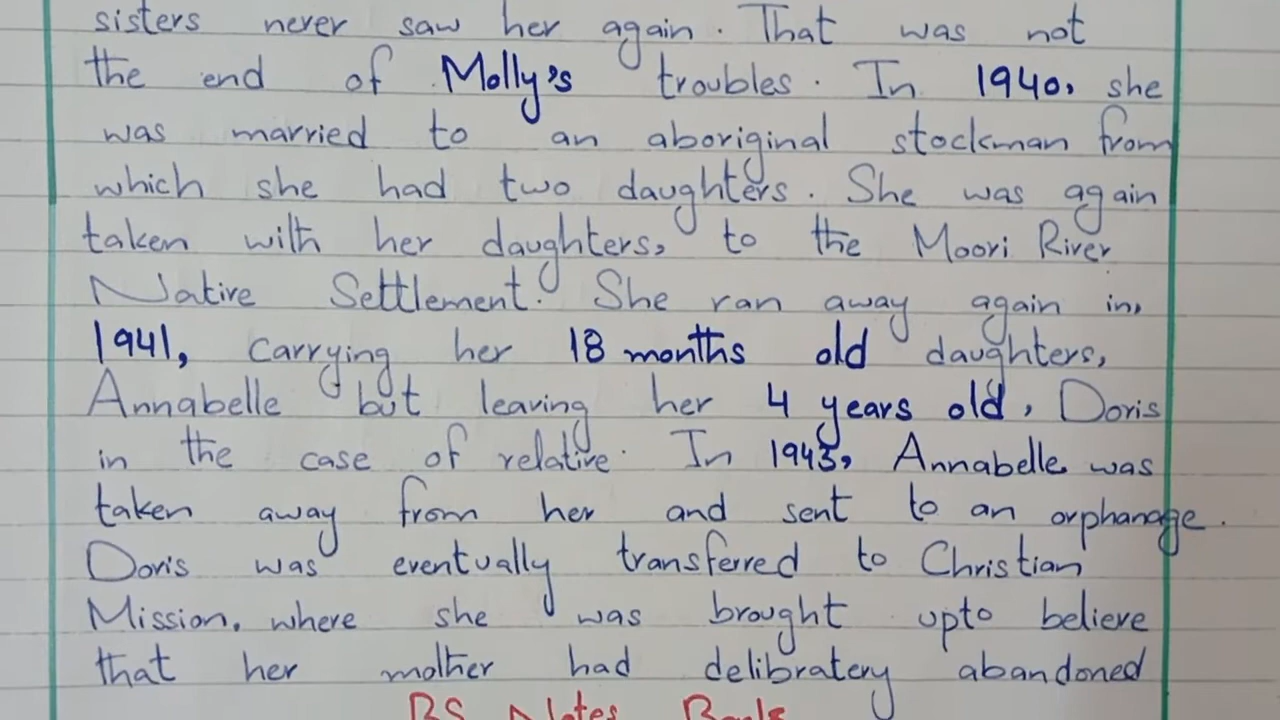 sisters never saw her again. That was not
the end of Molly's troubles. In 1940, she
was married to an aboriginal stockman from
which she had two daughters. She was again
taken with her daughters, to the Moori River
Native Settlement. She ran away again in,
1941, carrying her 18 months old daughters,
Annabelle but leaving her 4 years old, Doris
in the case of relative. In 1943, Annabelle was
taken away from her and sent to an orphanage.
Doris was eventually transferred to Christian
Mission, where she was brought upto believe
that her mother had delibratery abandoned
BS Notes Bank